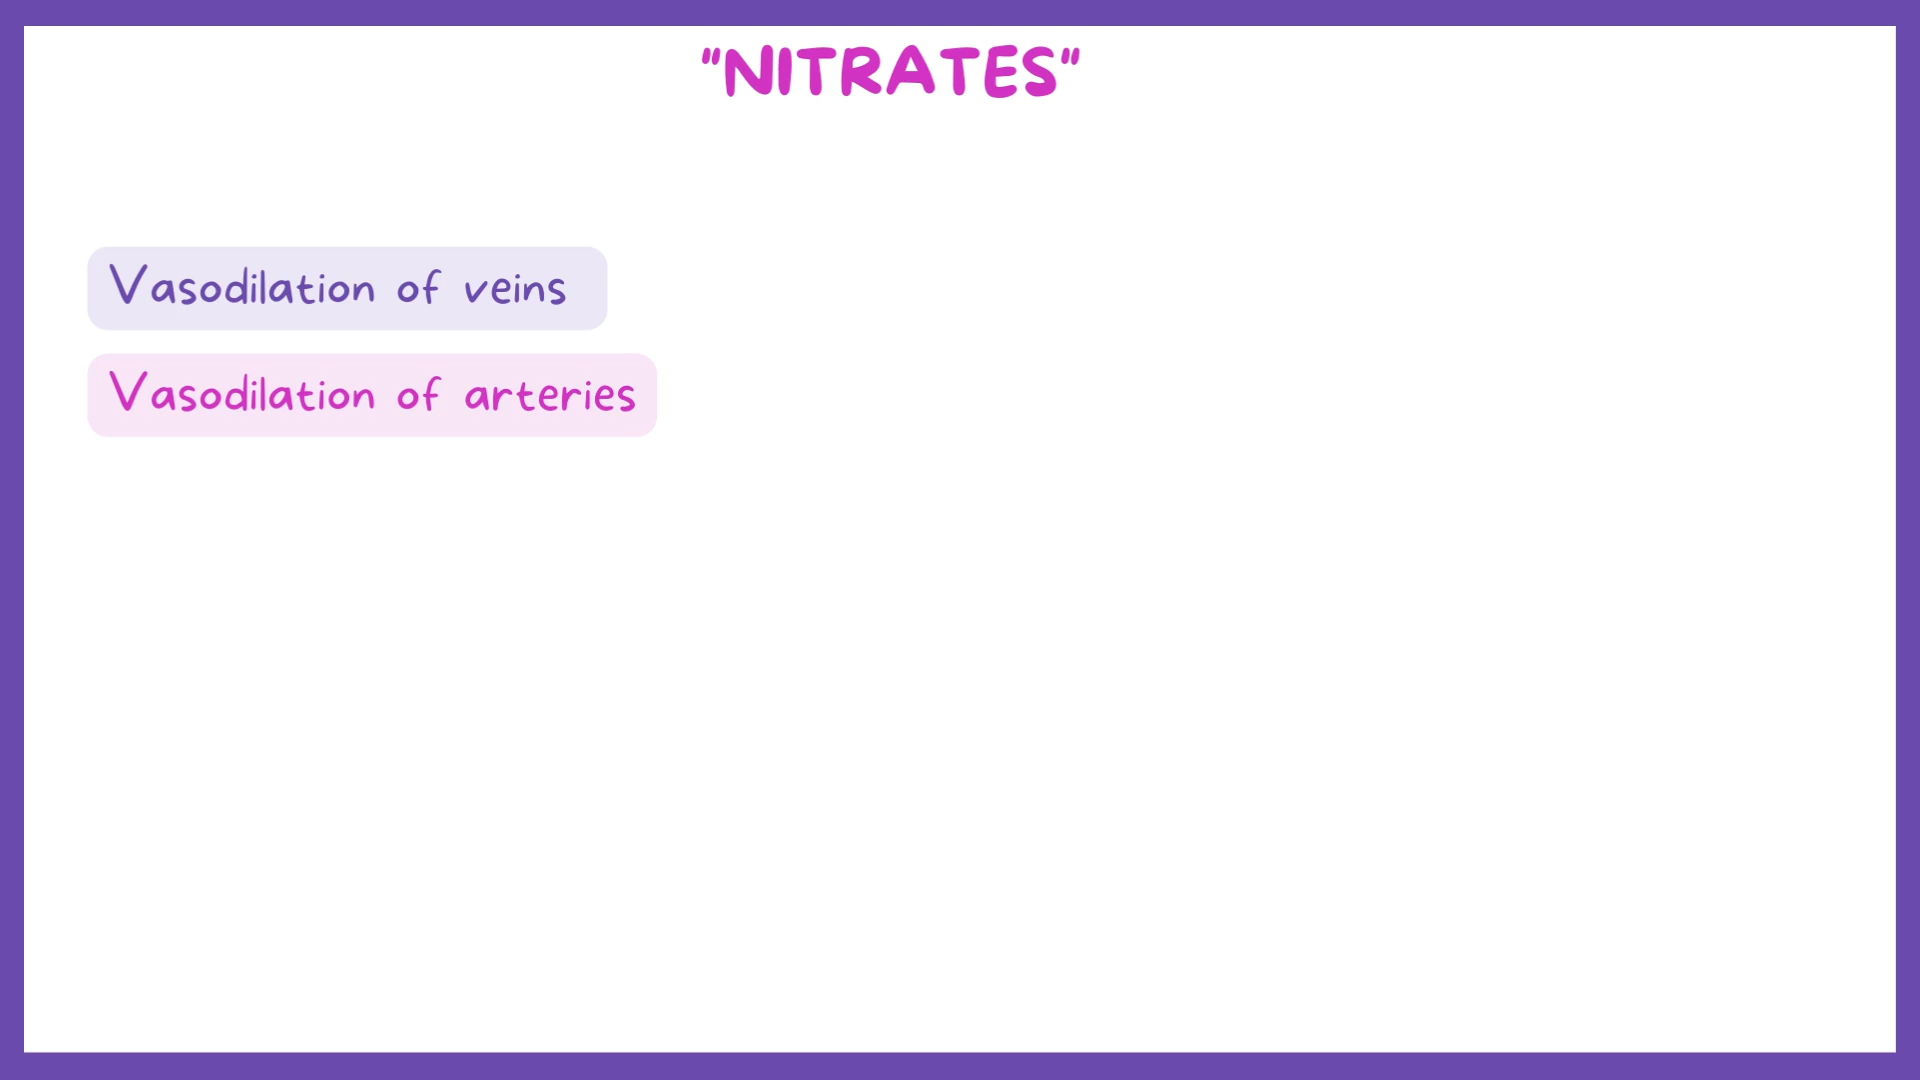 "NITRATES"
Vasodilation of veins
Vasodilation of arteries